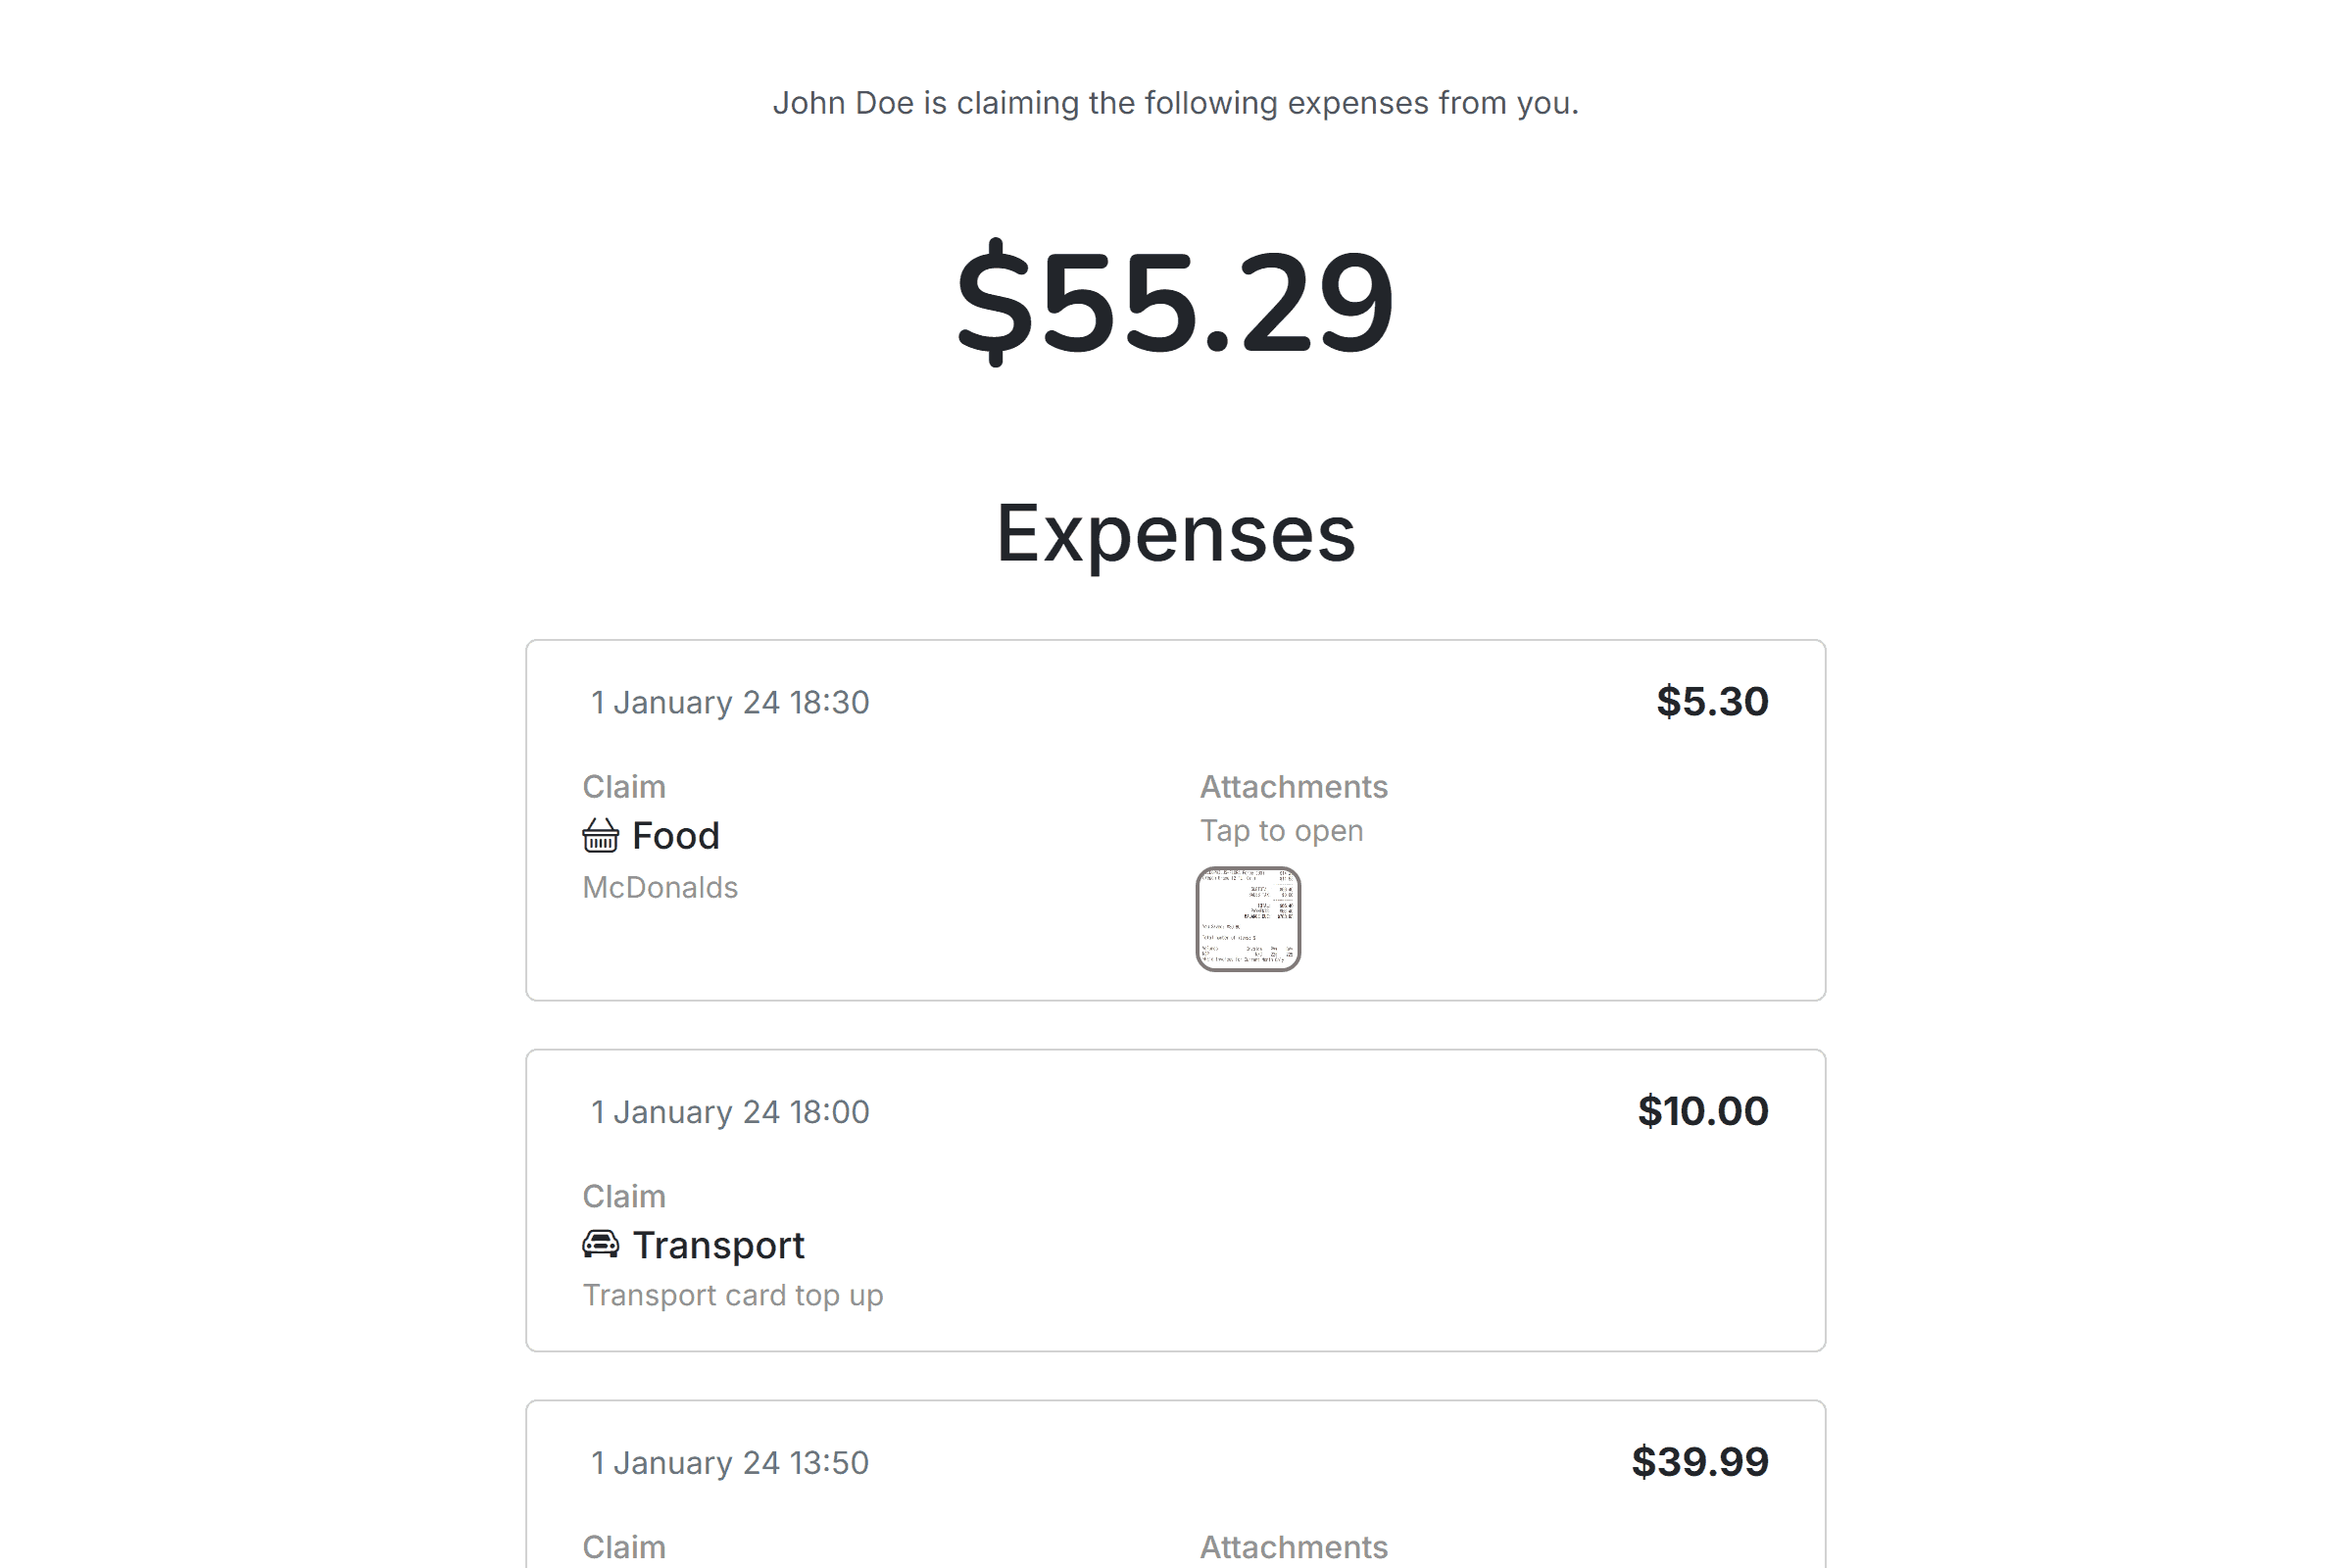 John Doe is claiming the following expenses from you.
$55.29
Expenses
1 January 24 18:30
$5.30
Claim
Attachments
Food
Tap to open
McDonalds
1 January 24 18:00
$10.00
Claim
Transport
Transport card top up
1 January 24 13:50
$39.99
Claim
Attachments